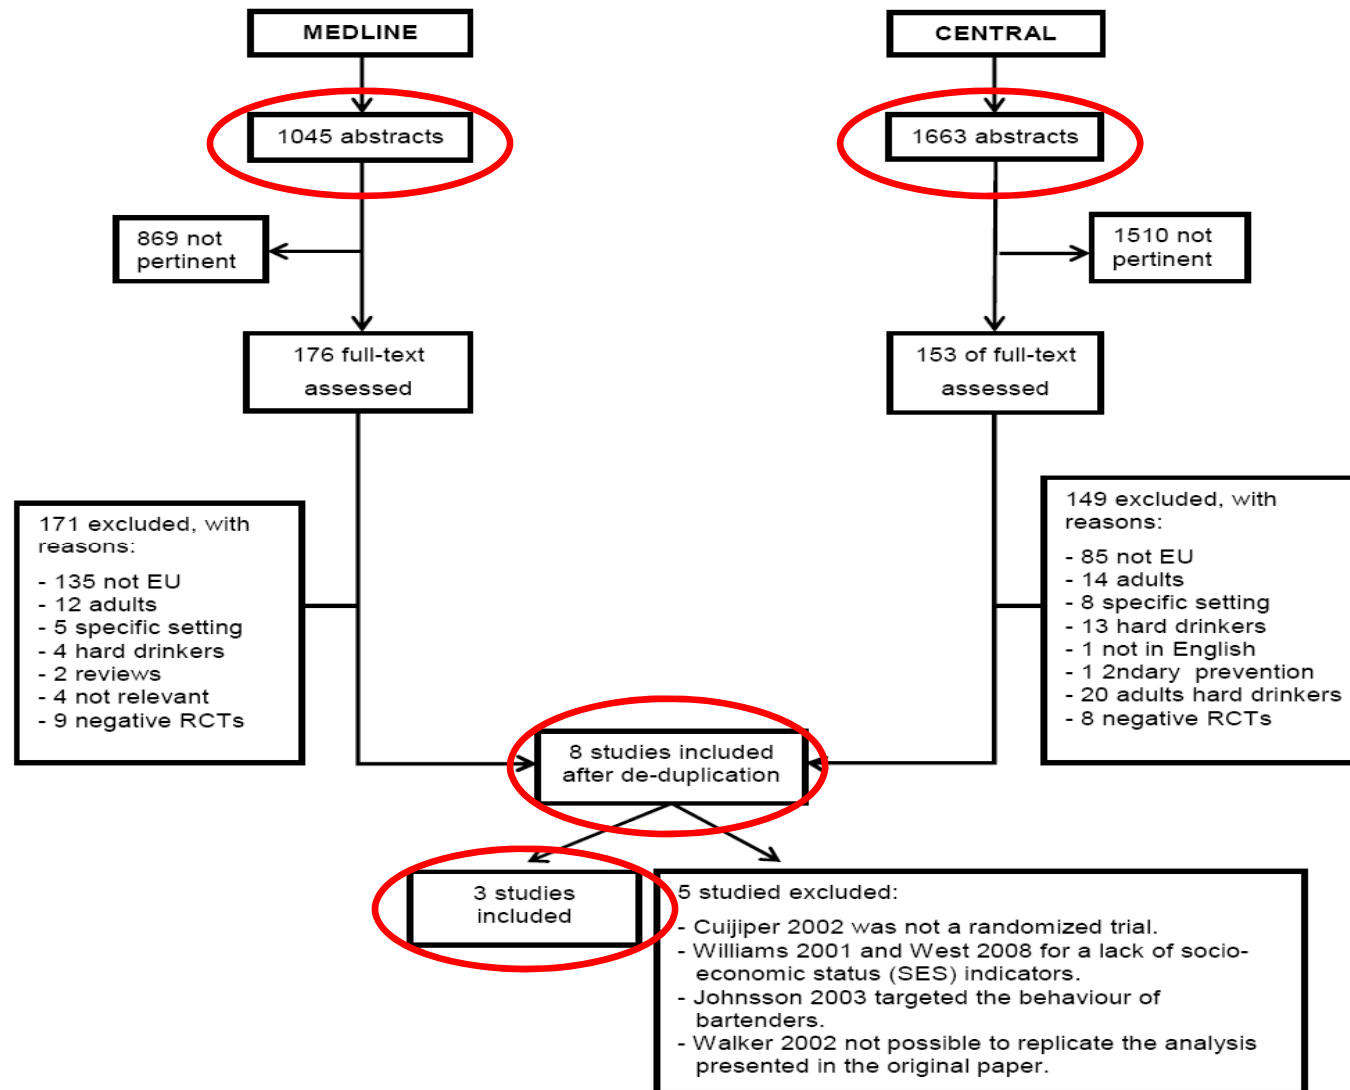 MEDLINE
CENTRAL
1045 abstracts
1663 abstracts
869 not
pertinent
1510 not
pertinent
176 full-text
assessed
153 of full-text
assessed
171 excluded, with
reasons:
- 135 not EU
- 12 adults
- 5 specific setting
- 4 hard drinkers
- 2 reviews
- 4 not relevant
- 9 negative RCTs
149 excluded, with
reasons:
- 85 not EU
- 14 adults
- 8 specific setting
- 13 hard drinkers
- 1 not in English
- 1 2ndary prevention
- 20 adults hard drinkers
- 8 negative RCTs
8 studies included
after de-duplication
3 studies
included
5 studied excluded:
- Cuijiper 2002 was not a randomized trial.
- Williams 2001 and West 2008 for a lack of socio-
economic status (SES) indicators.
- Johnsson 2003 targeted the behaviour of
bartenders.
- Walker 2002 not possible to replicate the analysis
presented in the original paper.